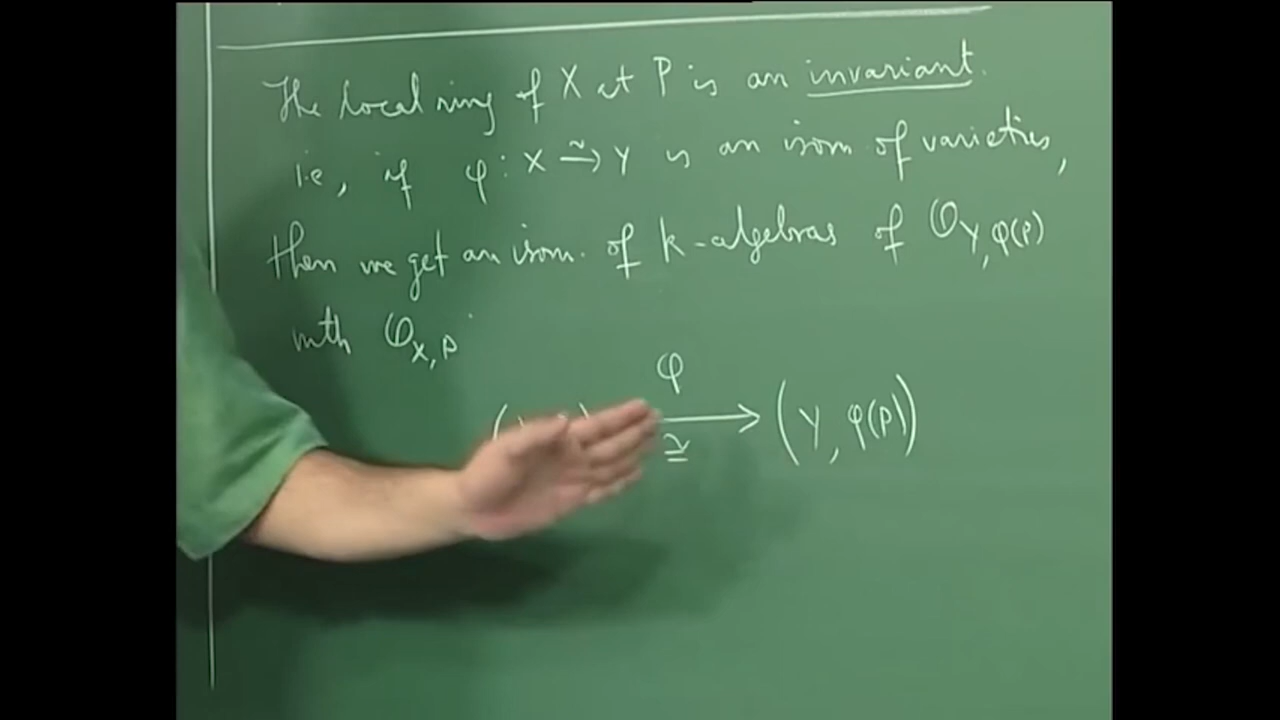 The local ring of X at P is an invariant.
i.e, if φ : X ⥲ Y is an isom of varieties,
then we get an isom. of k-algebras of 𝒪_{Y, φ(P)}
with 𝒪_{X, P}.
φ
( ⟶ (Y, φ(P))
≅